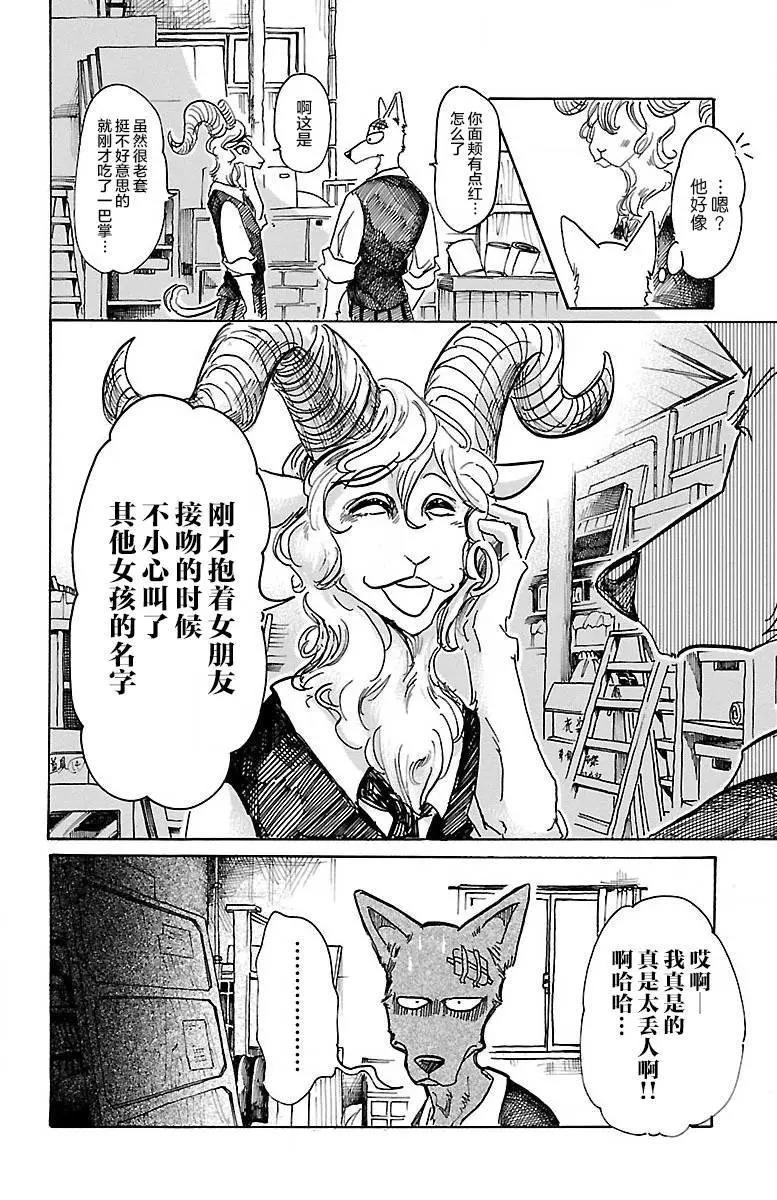 …嗯？
他好像
你面颊有点红…
怎么了
啊这是
虽然很老套
挺不好意思的
就刚才吃了一巴掌…
刚才抱着女朋友
接吻的时候
不小心叫了
其他女孩的名字
哎啊—
我真是的
真是太丢人啊!!
啊哈哈…
………